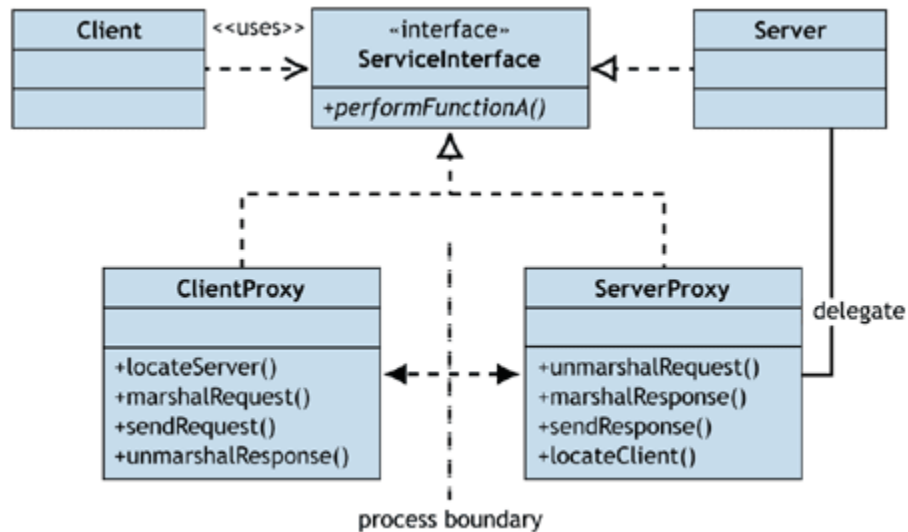 Client
<<uses>>
«interface»
ServiceInterface
+performFunctionA()
Server
ClientProxy
+locateServer()
+marshalRequest()
+sendRequest()
+unmarshalResponse()
ServerProxy
+unmarshalRequest()
+marshalResponse()
+sendResponse()
+locateClient()
delegate
process boundary